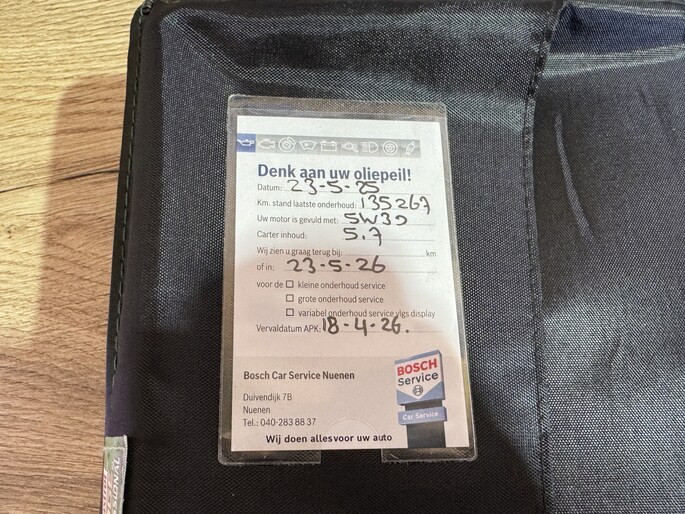 Denk aan uw oliepeil!
Datum: 23-5-25
Km. stand laatste onderhoud: 135267
Uw motor is gevuld met: 5W30
Carter inhoud: 5.7
Wij zien u graag terug bij: km
of in: 23-5-26
voor de ☐ kleine onderhoud service
☐ grote onderhoud service
☐ variabel onderhoud service vlgs display
Vervaldatum APK: 18-4-26.
Bosch Car Service Nuenen
Duivendijk 7B
Nuenen
Tel.: 040-283 88 37
Wij doen alles voor uw auto
BOSCH
Service
Car Service